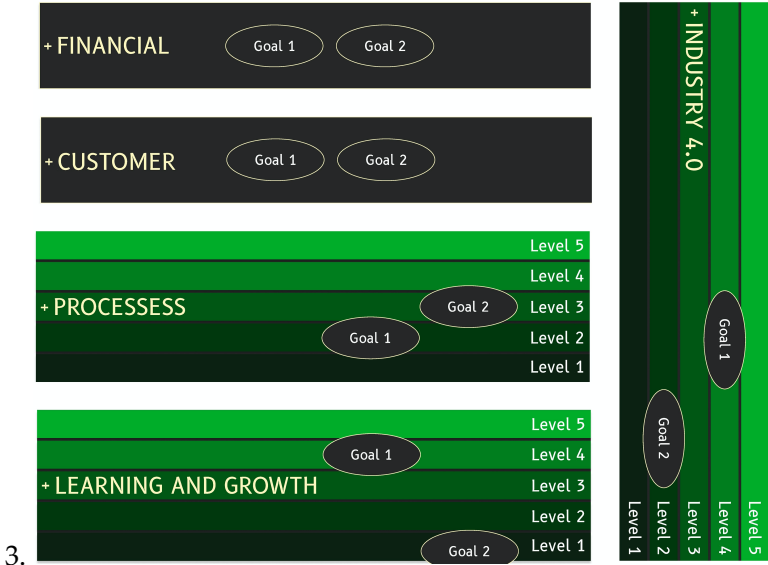 + FINANCIAL
Goal 1
Goal 2
+ CUSTOMER
Goal 1
Goal 2
Level 5
Level 4
+ PROCESSESS
Goal 2
Level 3
Goal 1
Level 2
Level 1
Level 5
Goal 1
Level 4
+ LEARNING AND GROWTH
Level 3
Level 2
Goal 2
Level 1
3.
+ INDUSTRY 4.0
Goal 1
Goal 2
Level 1
Level 2
Level 3
Level 4
Level 5